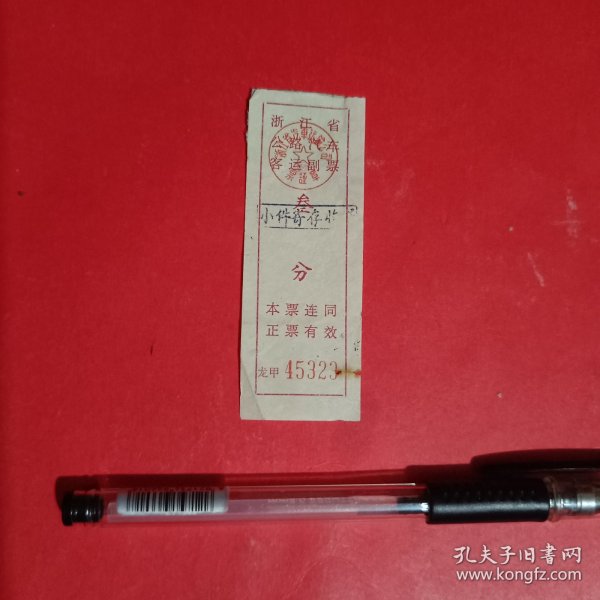 浙江省
公路汽车
客运副票
叁
小件寄存
分
本票连同
正票有效
龙甲 45323
孔夫子旧书网
www.kongfz.com